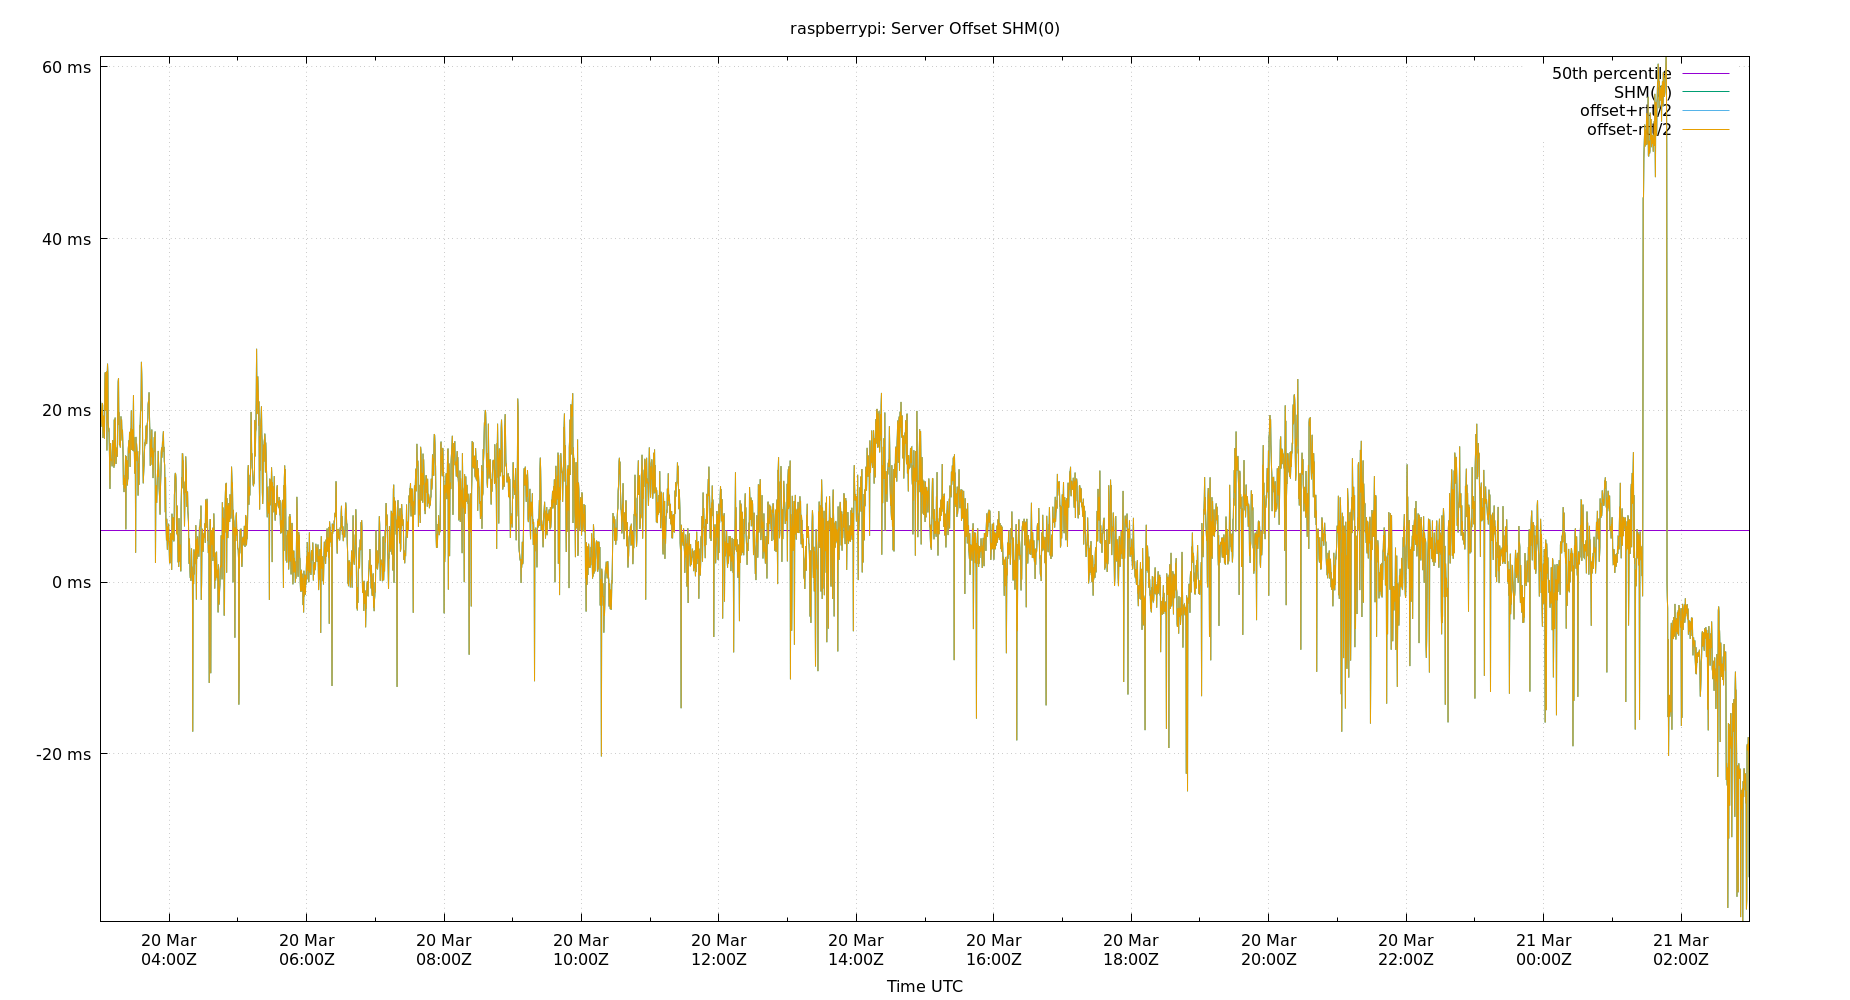 raspberrypi: Server Offset SHM(0)
60 ms
40 ms
20 ms
0 ms
-20 ms
50th percentile
SHM(0)
offset+rtt/2
offset-rtt/2
20 Mar 20 Mar 20 Mar 20 Mar 20 Mar 20 Mar 20 Mar 20 Mar 20 Mar 20 Mar 21 Mar 21 Mar
04:00Z 06:00Z 08:00Z 10:00Z 12:00Z 14:00Z 16:00Z 18:00Z 20:00Z 22:00Z 00:00Z 02:00Z
Time UTC